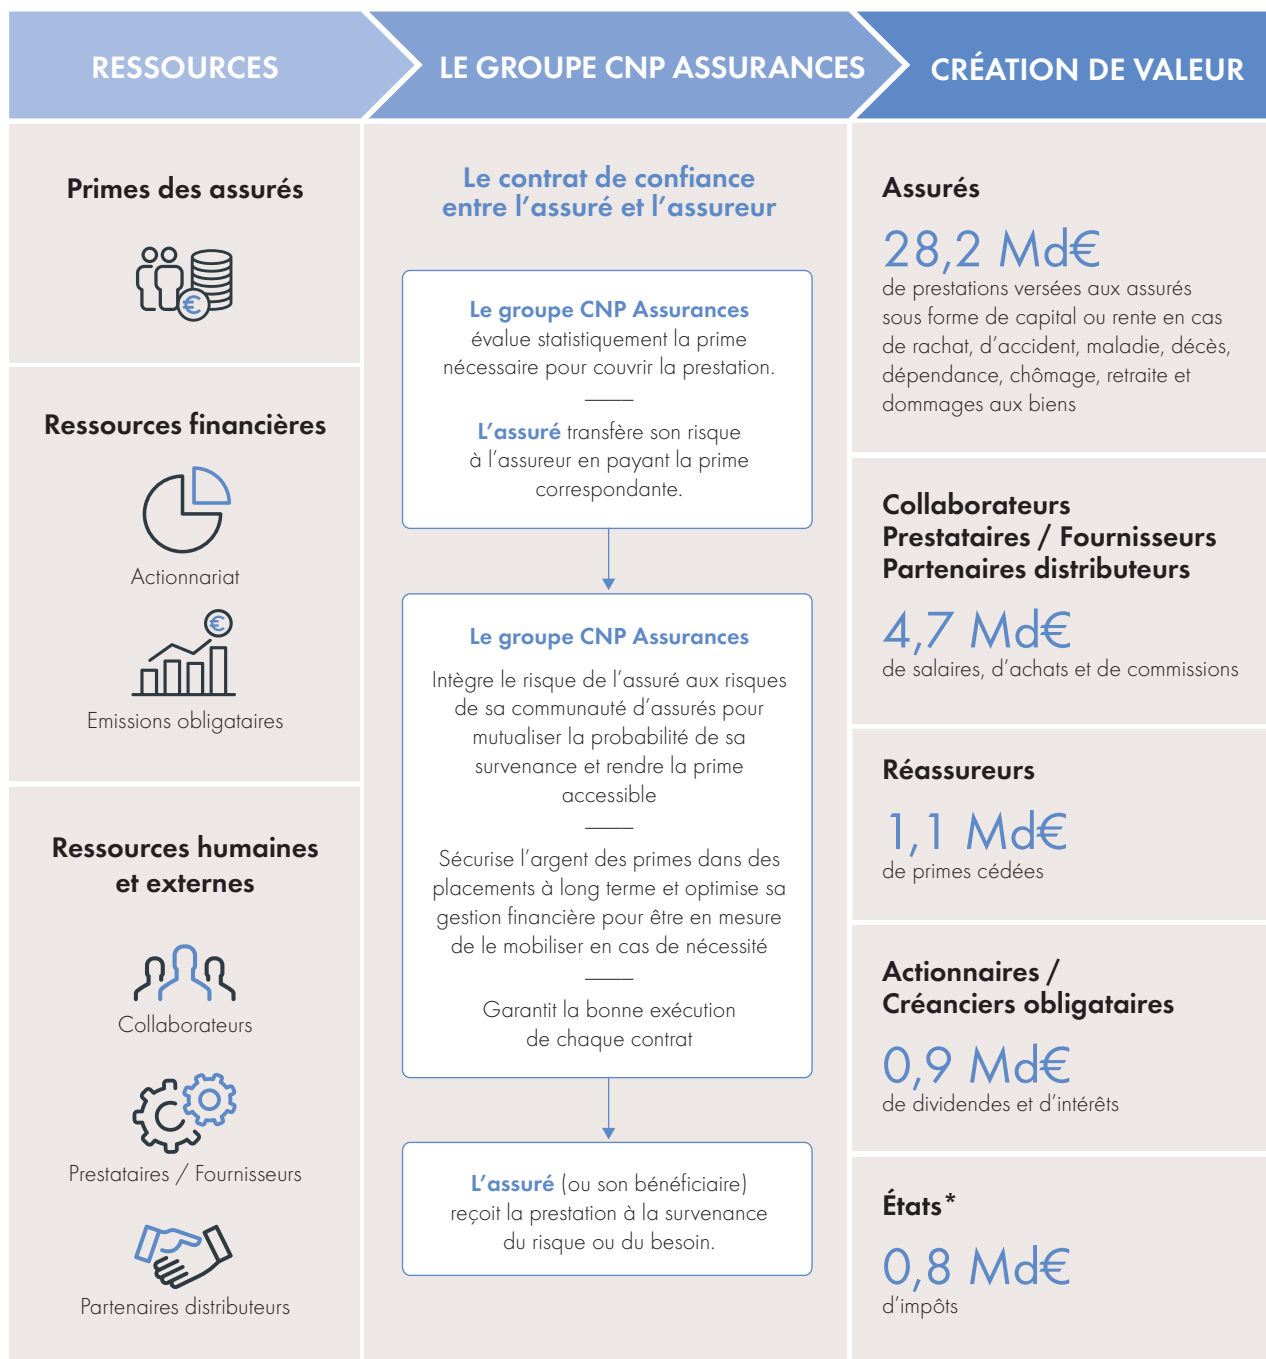 RESSOURCES
LE GROUPE CNP ASSURANCES
CRÉATION DE VALEUR
Primes des assurés
€
Ressources financières
Actionnariat
€
Emissions obligataires
Ressources humaines
et externes
Collaborateurs
Prestataires / Fournisseurs
Partenaires distributeurs
Le contrat de confiance
entre l’assuré et l’assureur
Le groupe CNP Assurances
évalue statistiquement la prime
nécessaire pour couvrir la prestation.
L’assuré transfère son risque
à l’assureur en payant la prime
correspondante.
Le groupe CNP Assurances
Intègre le risque de l’assuré aux risques
de sa communauté d’assurés pour
mutualiser la probabilité de sa
survenance et rendre la prime
accessible
Sécurise l’argent des primes dans des
placements à long terme et optimise sa
gestion financière pour être en mesure
de le mobiliser en cas de nécessité
Garantit la bonne exécution
de chaque contrat
L’assuré (ou son bénéficiaire)
reçoit la prestation à la survenance
du risque ou du besoin.
Assurés
28,2 Md€
de prestations versées aux assurés
sous forme de capital ou rente en cas
de rachat, d’accident, maladie, décès,
dépendance, chômage, retraite et
dommages aux biens
Collaborateurs
Prestataires / Fournisseurs
Partenaires distributeurs
4,7 Md€
de salaires, d’achats et de commissions
Réassureurs
1,1 Md€
de primes cédées
Actionnaires /
Créanciers obligataires
0,9 Md€
de dividendes et d’intérêts
États*
0,8 Md€
d’impôts